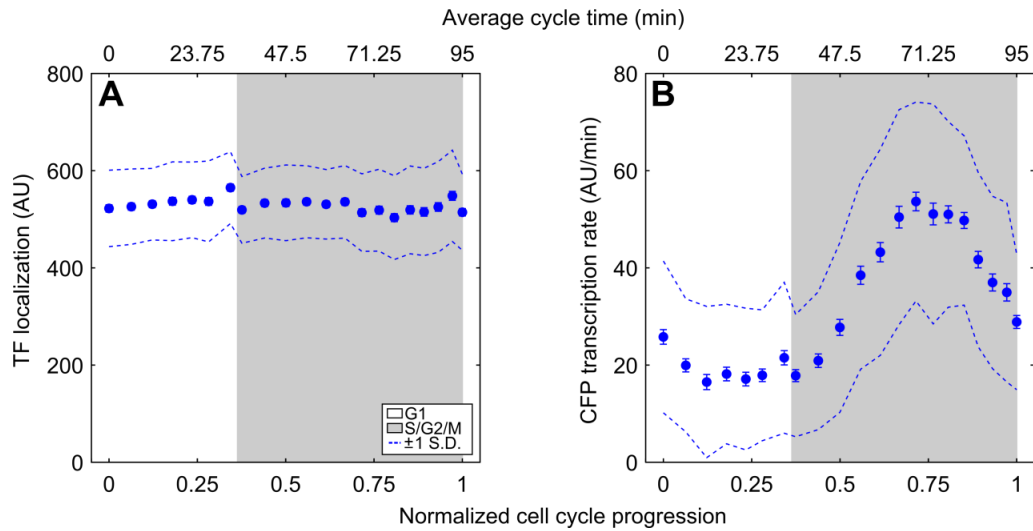 Average cycle time (min)
0 23.75 47.5 71.25 95
0 23.75 47.5 71.25 95
A
TF localization (AU)
800
600
400
200
0
G1
S/G2/M
±1 S.D.
0 0.25 0.5 0.75 1
B
CFP transcription rate (AU/min)
80
60
40
20
0
0 0.25 0.5 0.75 1
Normalized cell cycle progression